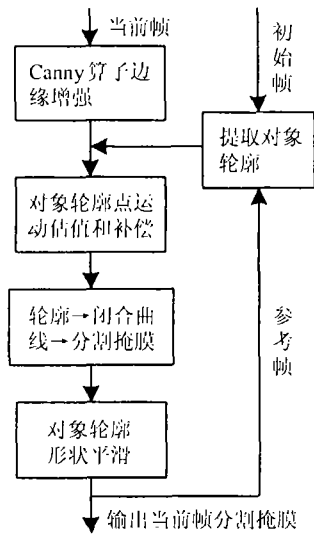 当前帧
初始帧
Canny算子边
缘增强
提取对象
轮廓
对象轮廓点运
动估值和补偿
轮廓→闭合曲
线→分割掩膜
参考帧
对象轮廓
形状平滑
输出当前帧分割掩膜